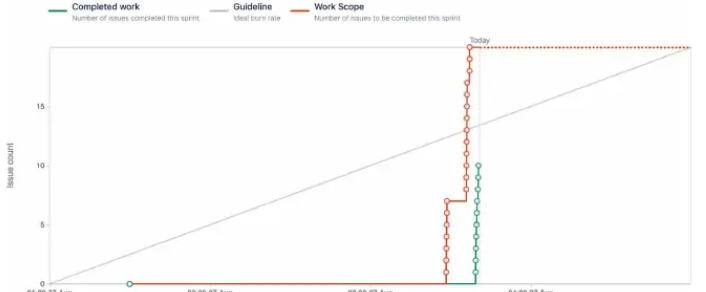 Completed work
Number of issues completed this sprint
Guideline
Ideal burn rate
Work Scope
Number of issues to be completed this sprint
Today
15
10
5
0
Issue count